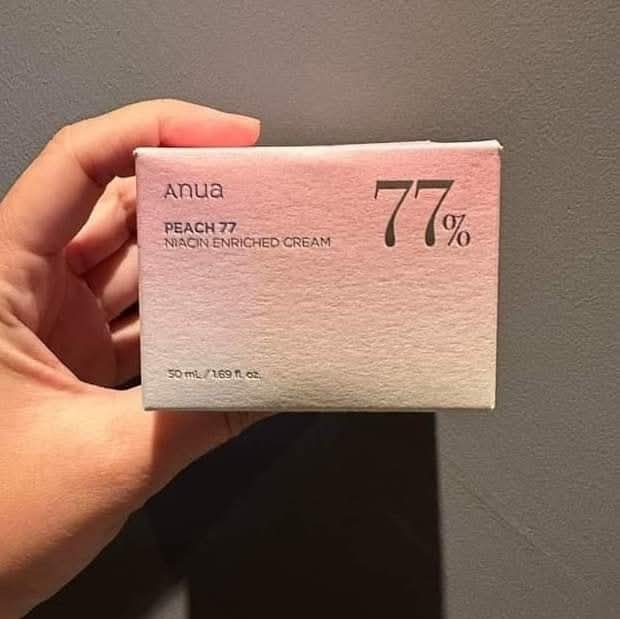 Anua
77%
PEACH 77
NIACIN ENRICHED CREAM
50 mL / 1.69 fl. oz.